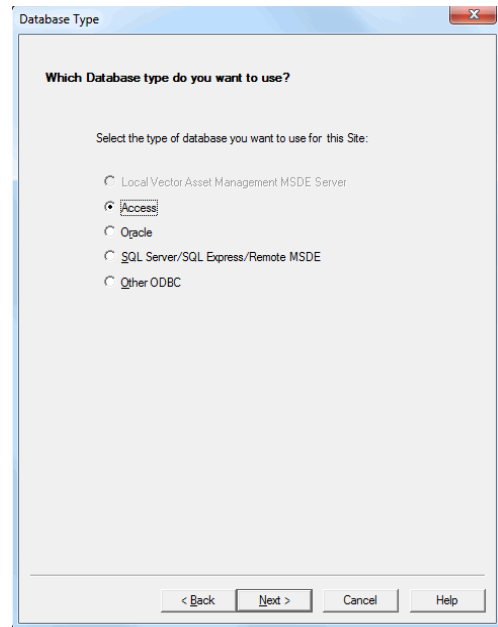 Database Type
Which Database type do you want to use?
Select the type of database you want to use for this Site:
Local Vector Asset Management MSDE Server
Access
Oracle
SQL Server/SQL Express/Remote MSDE
Other ODBC
< Back Next > Cancel Help